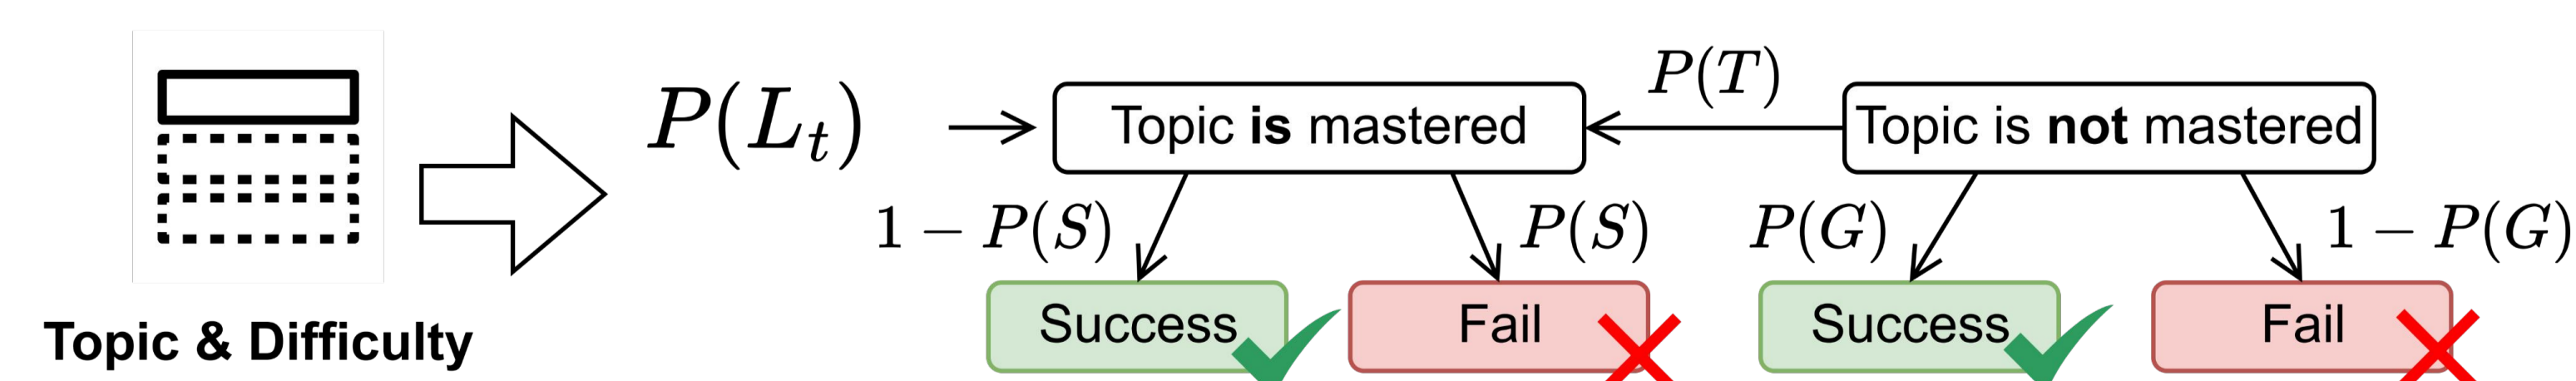 P(T)
P(L_t)
Topic is mastered
Topic is not mastered
1 − P(S)
P(S)
P(G)
1 − P(G)
Topic & Difficulty
Success
Fail
Success
Fail